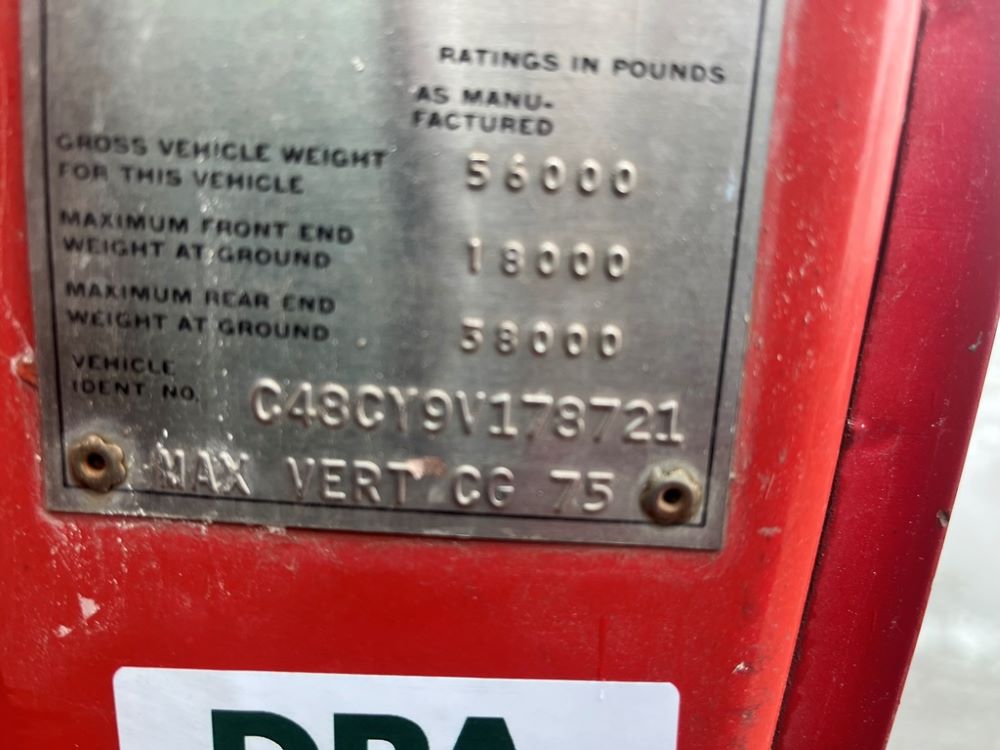 RATINGS IN POUNDS
AS MANU-
FACTURED
GROSS VEHICLE WEIGHT
FOR THIS VEHICLE
56000
MAXIMUM FRONT END
WEIGHT AT GROUND
18000
MAXIMUM REAR END
WEIGHT AT GROUND
38000
VEHICLE
IDENT NO.
C48CY9V178721
MAX VERT CG 75